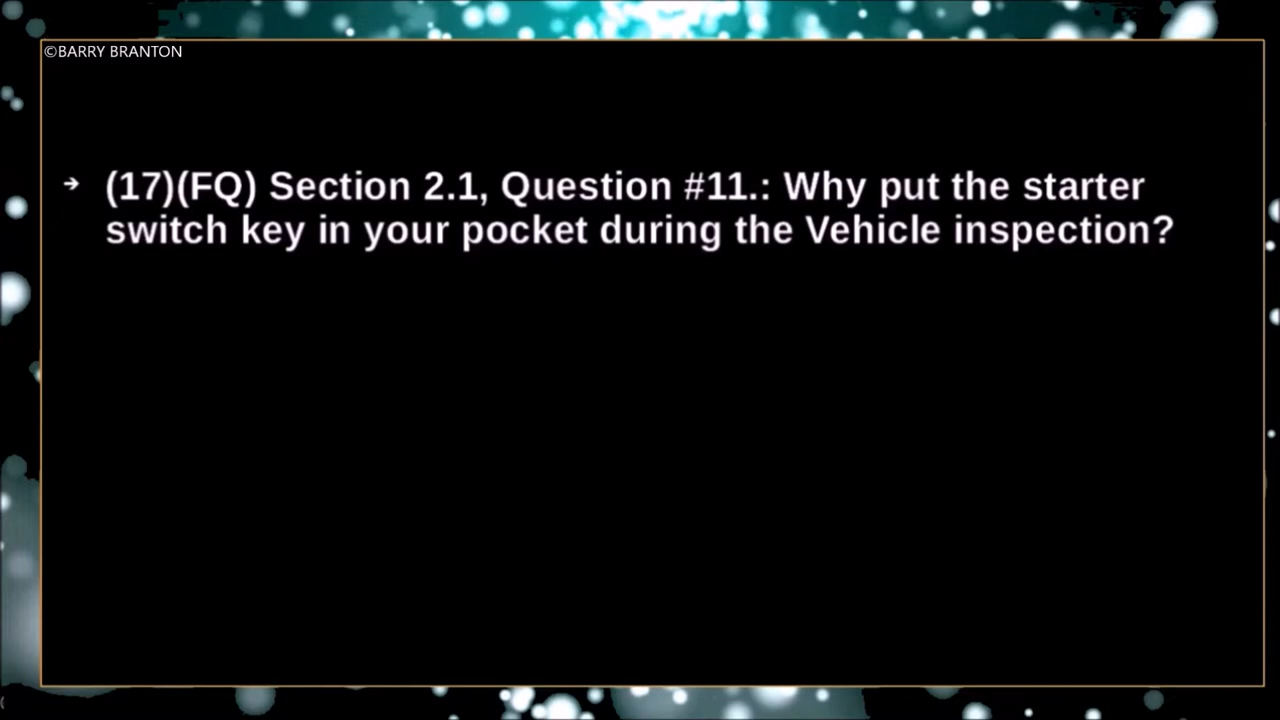 ©BARRY BRANTON
➔ (17)(FQ) Section 2.1, Question #11.: Why put the starter
switch key in your pocket during the Vehicle inspection?